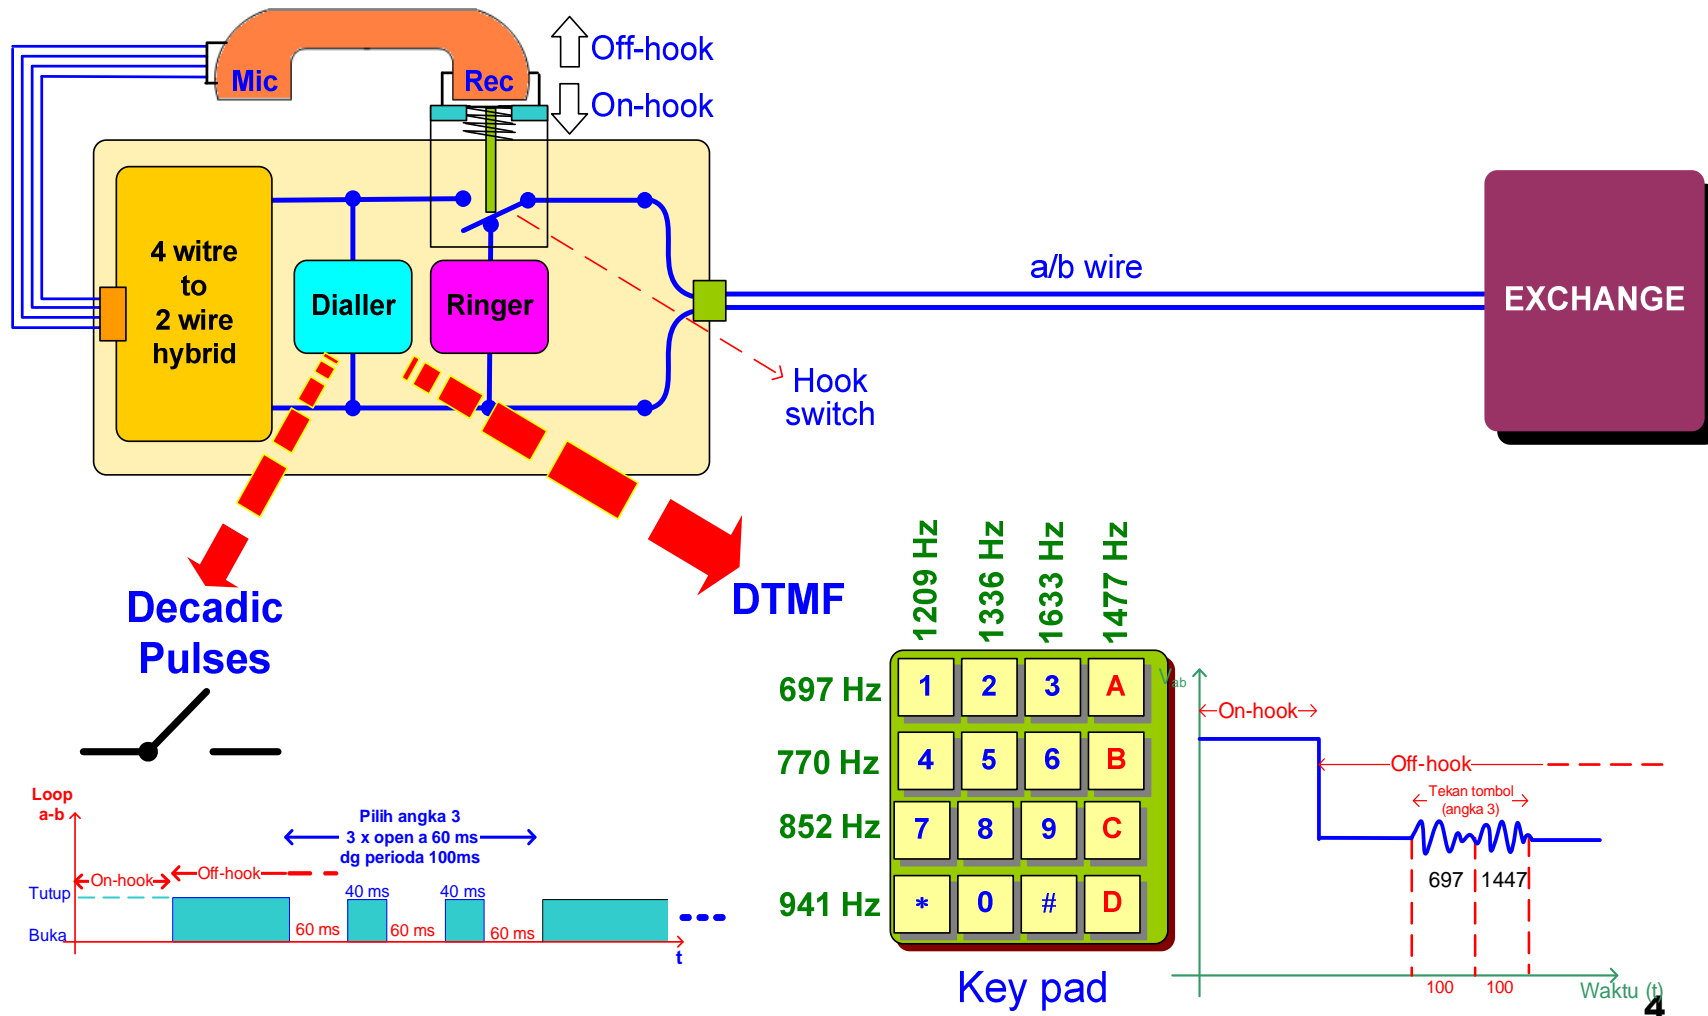 Off-hook
On-hook
Mic
Rec
4 witre
to
2 wire
hybrid
Dialler
Ringer
a/b wire
EXCHANGE
Hook
switch
Decadic
Pulses
DTMF
1209 Hz
1336 Hz
1633 Hz
1477 Hz
697 Hz
1 2 3 A
770 Hz
4 5 6 B
852 Hz
7 8 9 C
941 Hz
* 0 # D
Key pad
Loop
a-b
Pilih angka 3
3 x open a 60 ms
dg perioda 100ms
On-hook
Off-hook
Tutup
40 ms
40 ms
Buka
60 ms
60 ms
60 ms
t
Vab
On-hook
Off-hook
Tekan tombol
(angka 3)
697
1447
100
100
Waktu (t)
4